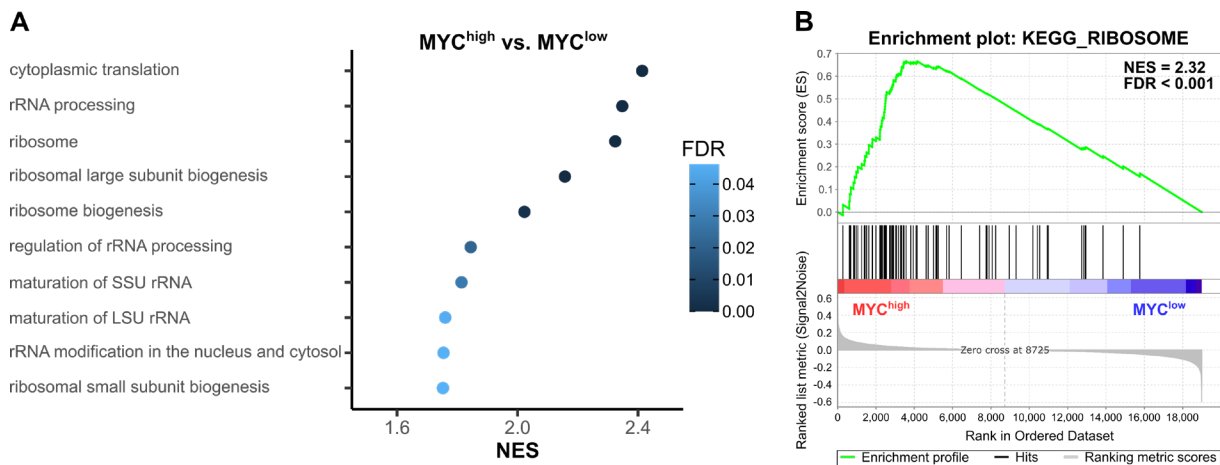 A
MYChigh vs. MYClow
cytoplasmic translation
rRNA processing
ribosome
ribosomal large subunit biogenesis
ribosome biogenesis
regulation of rRNA processing
maturation of SSU rRNA
maturation of LSU rRNA
rRNA modification in the nucleus and cytosol
ribosomal small subunit biogenesis
1.6 2.0 2.4
NES
FDR
0.04
0.03
0.02
0.01
0.00
B
Enrichment plot: KEGG_RIBOSOME
NES = 2.32
FDR < 0.001
Enrichment score (ES)
0.7
0.6
0.5
0.4
0.3
0.2
0.1
0.0
MYChigh MYClow
Ranked list metric (Signal2Noise)
0.6
0.4
0.2
0.0
-0.2
-0.4
-0.6
Zero cross at 8725
0 2,000 4,000 6,000 8,000 10,000 12,000 14,000 16,000 18,000
Rank in Ordered Dataset
Enrichment profile Hits Ranking metric scores